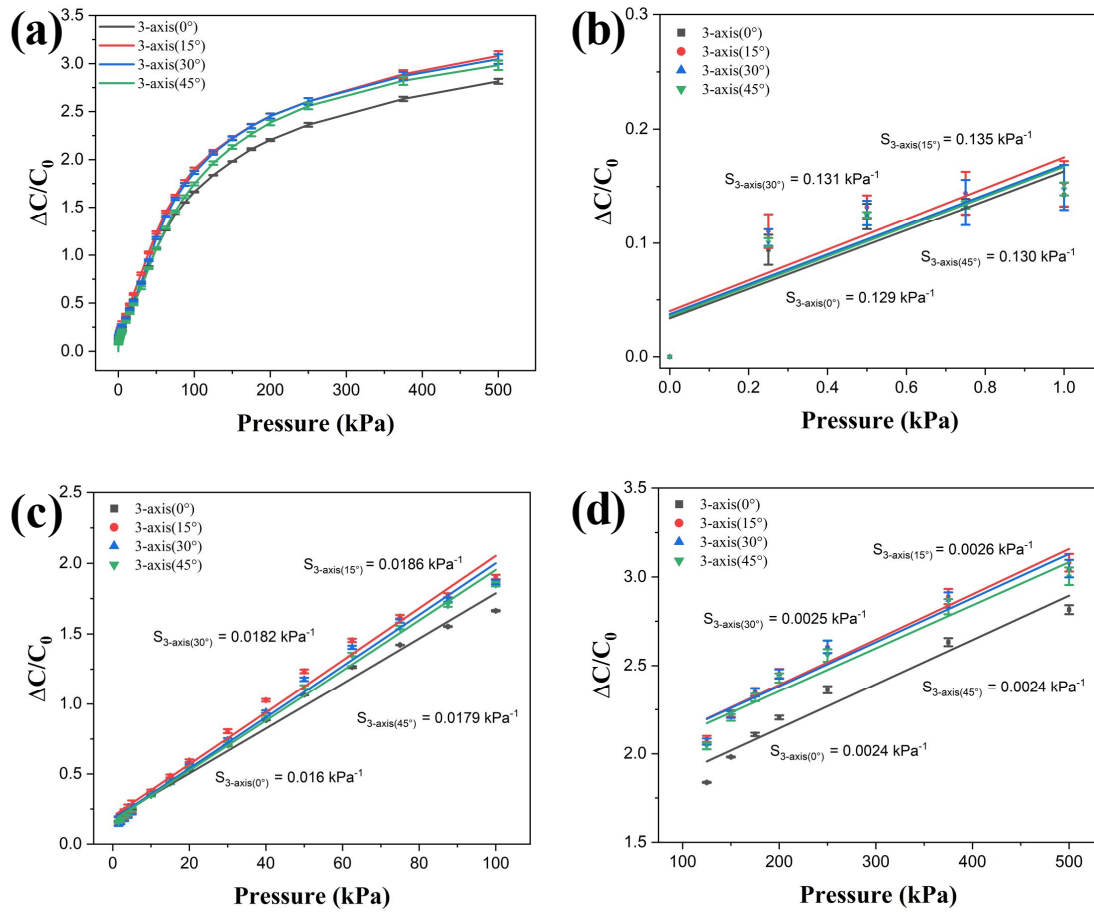 (a)
3-axis(0°)
3-axis(15°)
3-axis(30°)
3-axis(45°)
3.5
3.0
2.5
2.0
1.5
1.0
0.5
0.0
ΔC/C0
0 100 200 300 400 500
Pressure (kPa)
(b)
3-axis(0°)
3-axis(15°)
3-axis(30°)
3-axis(45°)
0.3
0.2
0.1
0.0
ΔC/C0
S3-axis(15°) = 0.135 kPa-1
S3-axis(30°) = 0.131 kPa-1
S3-axis(45°) = 0.130 kPa-1
S3-axis(0°) = 0.129 kPa-1
0.0 0.2 0.4 0.6 0.8 1.0
Pressure (kPa)
(c)
3-axis(0°)
3-axis(15°)
3-axis(30°)
3-axis(45°)
2.5
2.0
1.5
1.0
0.5
0.0
ΔC/C0
S3-axis(15°) = 0.0186 kPa-1
S3-axis(30°) = 0.0182 kPa-1
S3-axis(45°) = 0.0179 kPa-1
S3-axis(0°) = 0.016 kPa-1
0 20 40 60 80 100
Pressure (kPa)
(d)
3-axis(0°)
3-axis(15°)
3-axis(30°)
3-axis(45°)
3.5
3.0
2.5
2.0
1.5
ΔC/C0
S3-axis(15°) = 0.0026 kPa-1
S3-axis(30°) = 0.0025 kPa-1
S3-axis(45°) = 0.0024 kPa-1
S3-axis(0°) = 0.0024 kPa-1
100 200 300 400 500
Pressure (kPa)